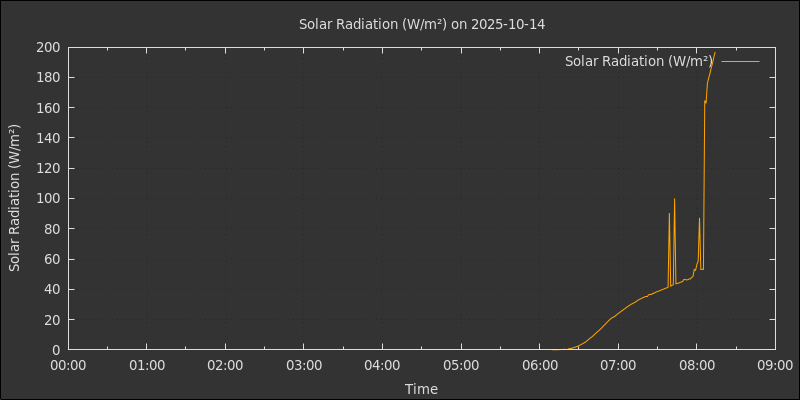 Solar Radiation (W/m²) on 2025-10-14
Solar Radiation (W/m²)
Solar Radiation (W/m²)
200
180
160
140
120
100
80
60
40
20
0
00:00 01:00 02:00 03:00 04:00 05:00 06:00 07:00 08:00 09:00
Time